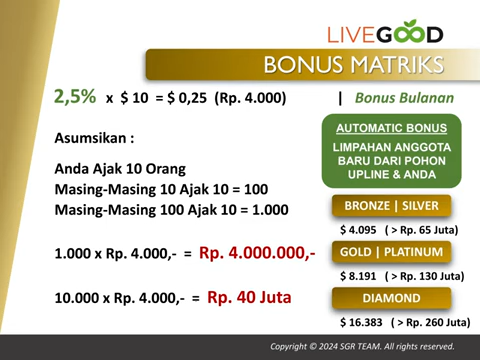 LIVEGOOD
BONUS MATRIKS
2,5% x $ 10 = $ 0,25 (Rp. 4.000) | Bonus Bulanan
Asumsikan :
Anda Ajak 10 Orang
Masing-Masing 10 Ajak 10 = 100
Masing-Masing 100 Ajak 10 = 1.000
1.000 x Rp. 4.000,- = Rp. 4.000.000,-
10.000 x Rp. 4.000,- = Rp. 40 Juta
AUTOMATIC BONUS
LIMPAHAN ANGGOTA
BARU DARI POHON
UPLINE & ANDA
BRONZE | SILVER
$ 4.095 ( > Rp. 65 Juta)
GOLD | PLATINUM
$ 8.191 ( > Rp. 130 Juta)
DIAMOND
$ 16.383 ( > Rp. 260 Juta)
Copyright © 2024 SGR TEAM. All rights reserved.